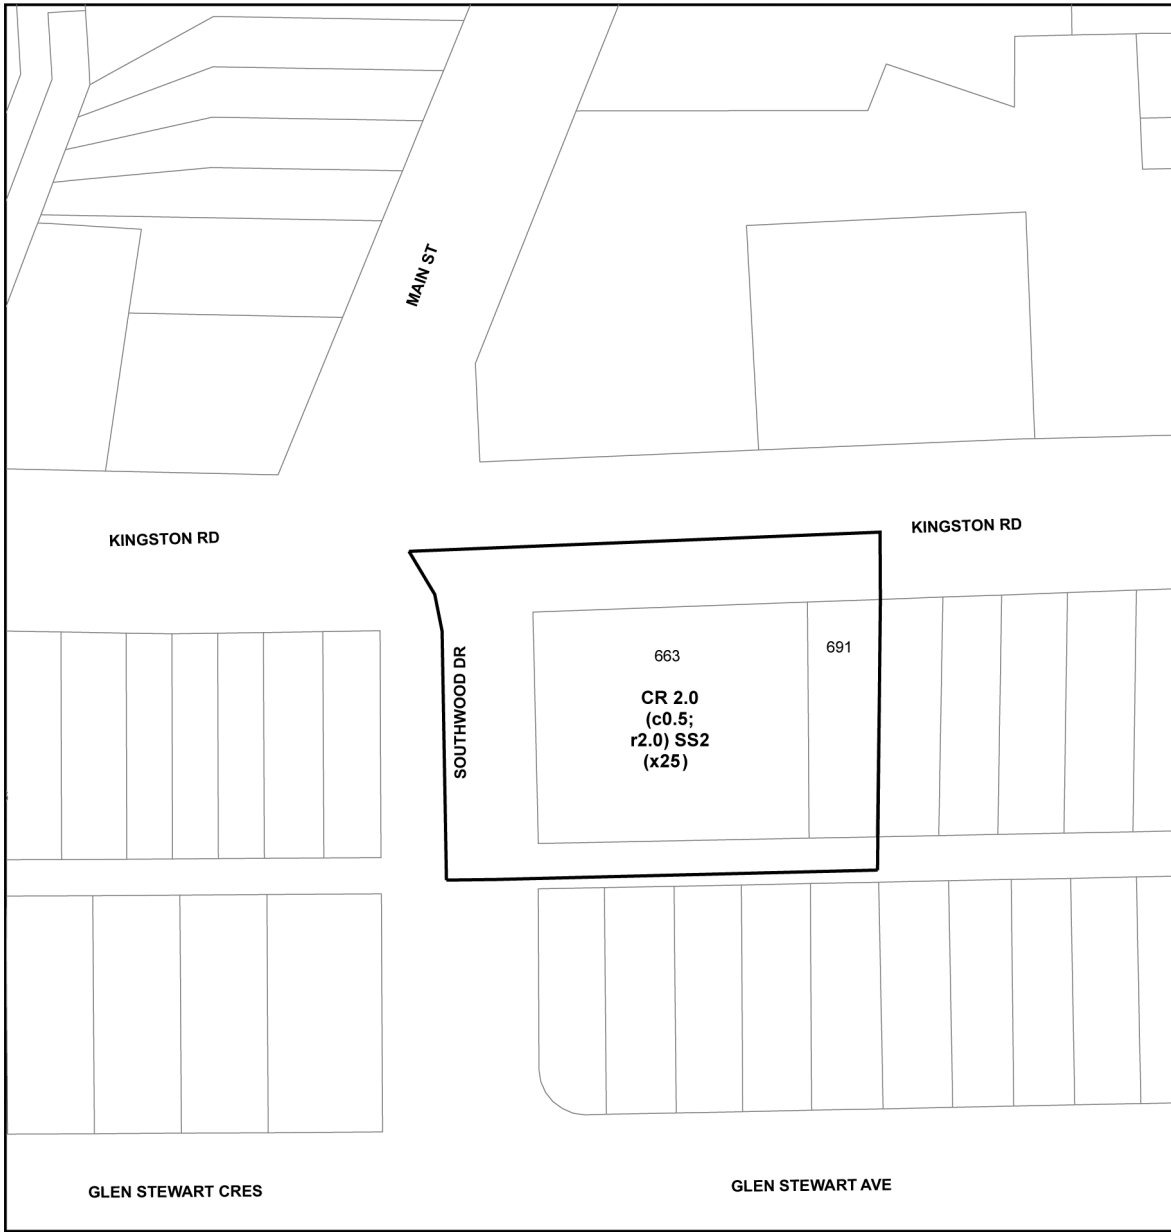 MAIN ST
KINGSTON RD
KINGSTON RD
SOUTHWOOD DR
663
691
CR 2.0
(c0.5;
r2.0) SS2
(x25)
GLEN STEWART CRES
GLEN STEWART AVE